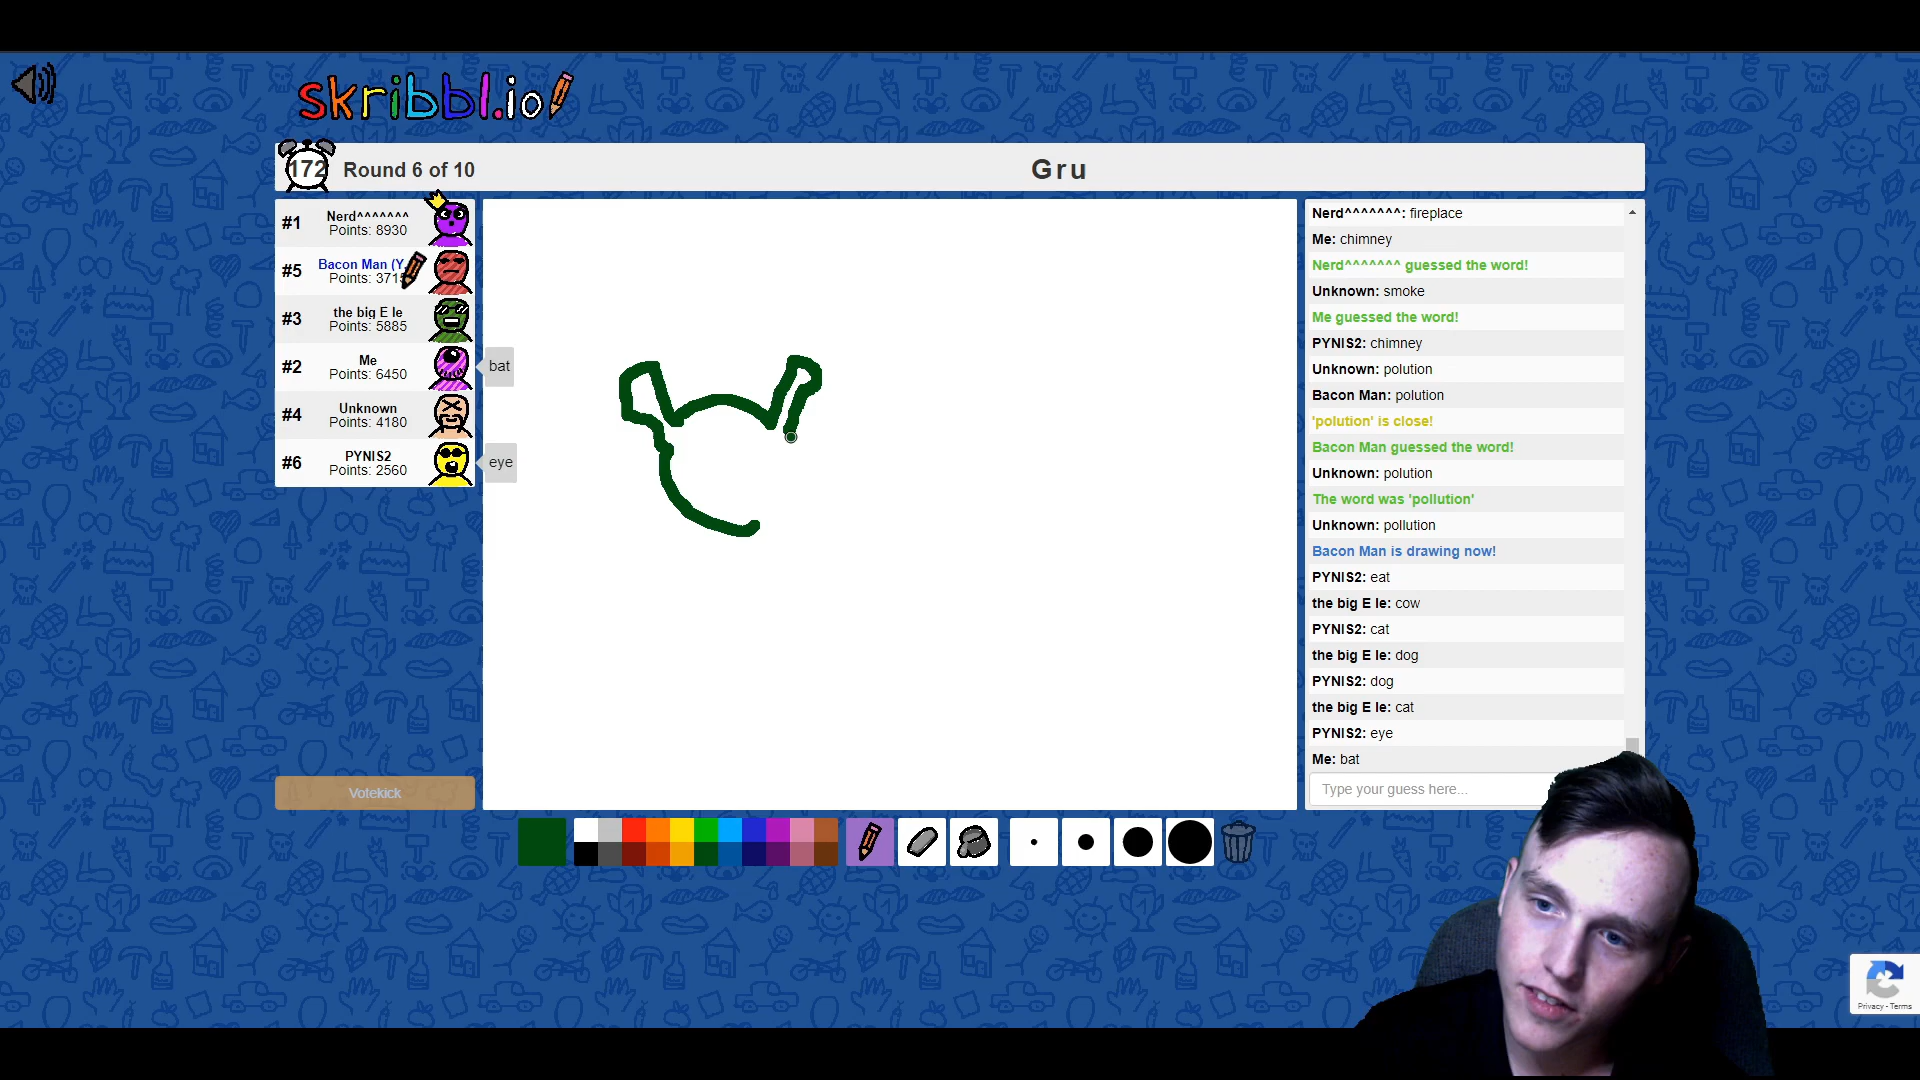 skribbl.io
172 Round 6 of 10
Gru
#1 Nerd^^^^^^^
Points: 8930
#5 Bacon Man (Y
Points: 3715
#3 the big E le
Points: 5885
#2 Me
Points: 6450
bat
#4 Unknown
Points: 4180
#6 PYNIS2
Points: 2560
eye
Votekick
Nerd^^^^^^^: fireplace
Me: chimney
Nerd^^^^^^^ guessed the word!
Unknown: smoke
Me guessed the word!
PYNIS2: chimney
Unknown: polution
Bacon Man: polution
'polution' is close!
Bacon Man guessed the word!
Unknown: polution
The word was 'pollution'
Unknown: pollution
Bacon Man is drawing now!
PYNIS2: eat
the big E le: cow
PYNIS2: cat
the big E le: dog
PYNIS2: dog
the big E le: cat
PYNIS2: eye
Me: bat
Type your guess here...
Privacy - Terms